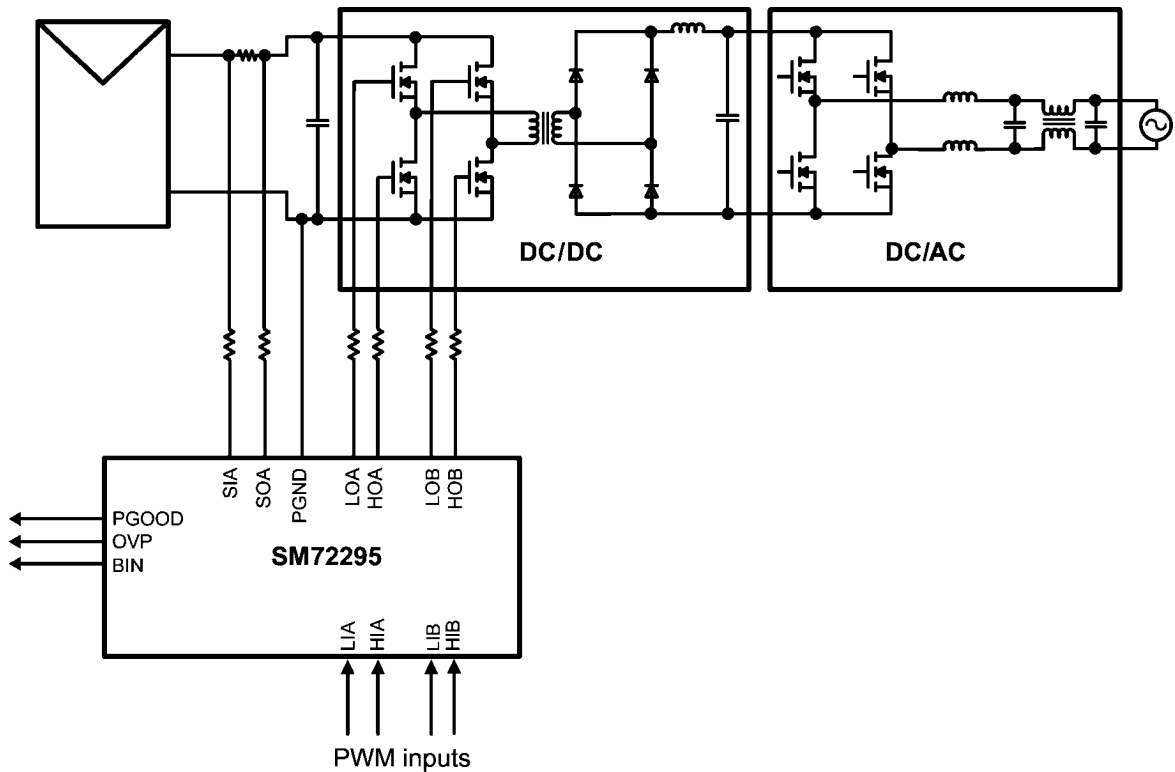 DC/DC
DC/AC
SIA
SOA
PGND
LOA
HOA
LOB
HOB
PGOOD
OVP
BIN
SM72295
LIA
HIA
LIB
HIB
PWM inputs